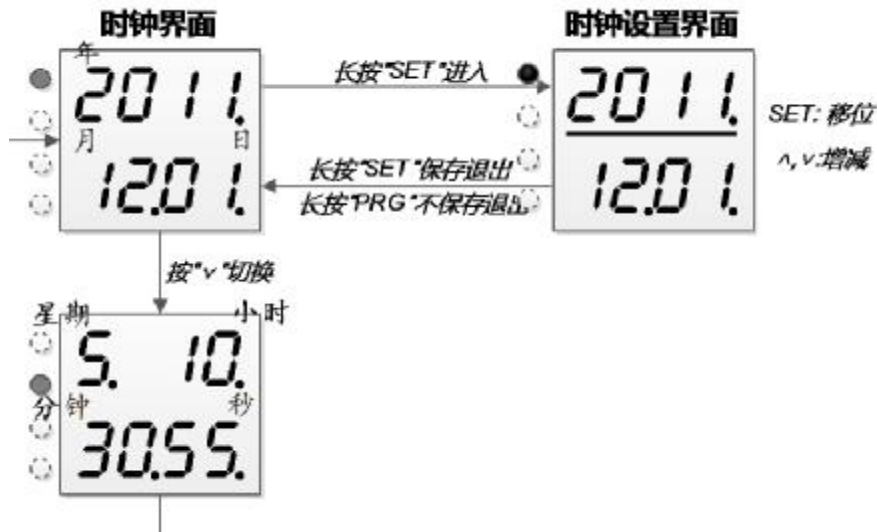 时钟界面
时钟设置界面
年
2011.
长按"SET"进入
2011.
SET: 移位
月 日
∧,∨:增减
12.01.
长按"SET"保存退出
12.01.
长按"PRG"不保存退出
按"∨"切换
星期 小时
5. 10.
分钟 秒
30.55.